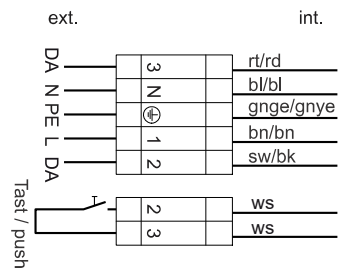 ext. int.
DA 3 rt/rd
N N bl/bl
PE gnge/gnye
L 1 bn/bn
DA 2 sw/bk
Tast / push
2 ws
3 ws